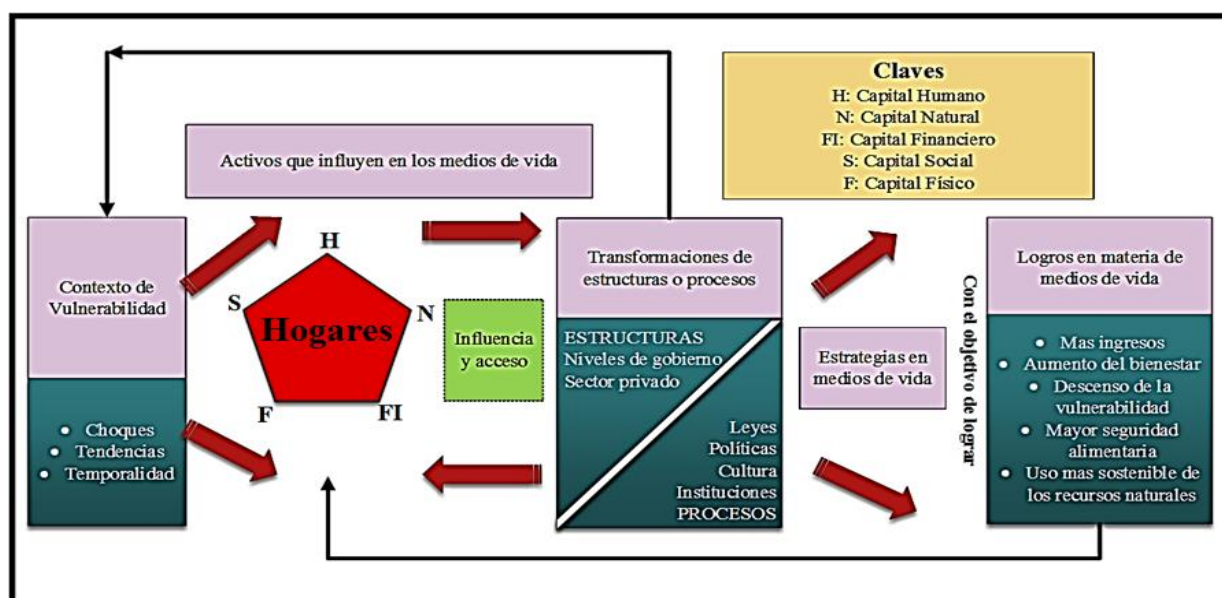 Claves
H: Capital Humano
N: Capital Natural
FI: Capital Financiero
S: Capital Social
F: Capital Físico
Activos que influyen en los medios de vida
Contexto de
Vulnerabilidad
• Choques
• Tendencias
• Temporalidad
H
S
N
Hogares
F
FI
Influencia
y acceso
Transformaciones de
estructuras o procesos
ESTRUCTURAS
Niveles de gobierno
Sector privado
Leyes
Políticas
Cultura
Instituciones
PROCESOS
Estrategias en
medios de vida
Con el objetivo de lograr
Logros en materia de
medios de vida
• Mas ingresos
• Aumento del bienestar
• Descenso de la
vulnerabilidad
• Mayor seguridad
alimentaria
• Uso mas sostenible de
los recursos naturales